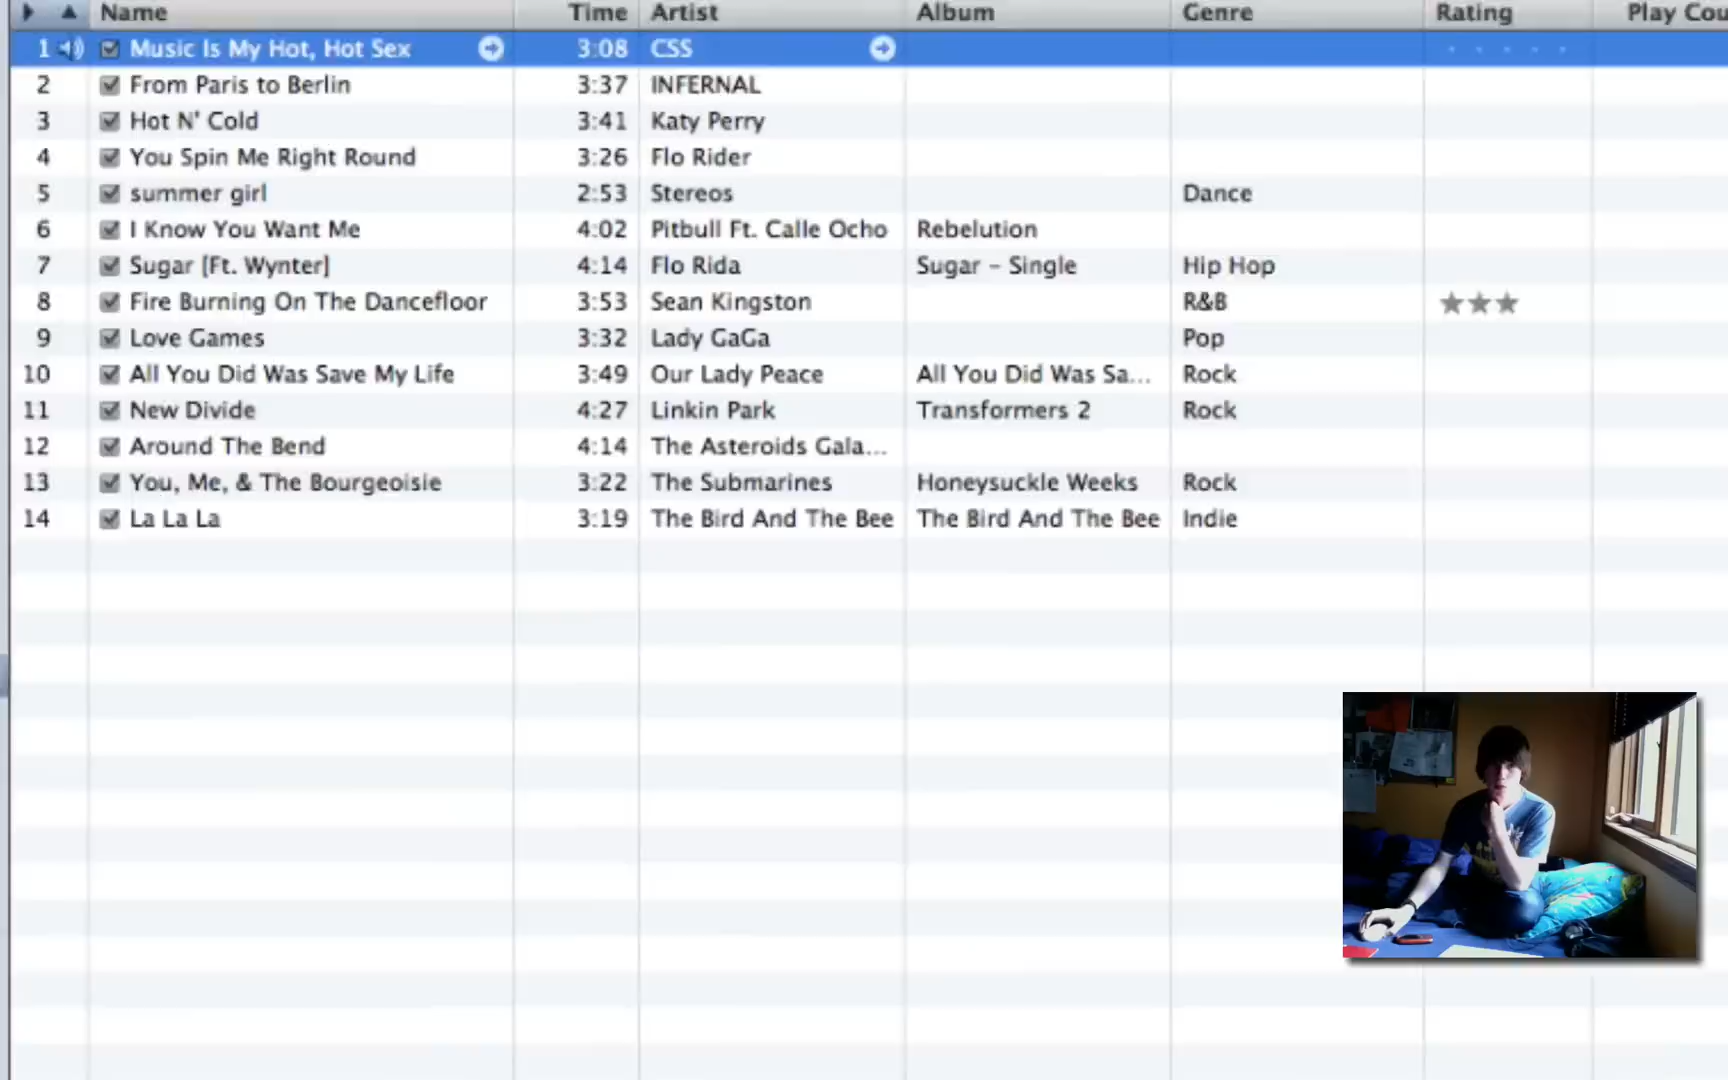 Name Time Artist Album Genre Rating Play Cou
1 Music Is My Hot, Hot Sex 3:08 CSS
2 From Paris to Berlin 3:37 INFERNAL
3 Hot N' Cold 3:41 Katy Perry
4 You Spin Me Right Round 3:26 Flo Rider
5 summer girl 2:53 Stereos Dance
6 I Know You Want Me 4:02 Pitbull Ft. Calle Ocho Rebelution
7 Sugar [Ft. Wynter] 4:14 Flo Rida Sugar – Single Hip Hop
8 Fire Burning On The Dancefloor 3:53 Sean Kingston R&B
9 Love Games 3:32 Lady GaGa Pop
10 All You Did Was Save My Life 3:49 Our Lady Peace All You Did Was Sa... Rock
11 New Divide 4:27 Linkin Park Transformers 2 Rock
12 Around The Bend 4:14 The Asteroids Gala...
13 You, Me, & The Bourgeoisie 3:22 The Submarines Honeysuckle Weeks Rock
14 La La La 3:19 The Bird And The Bee The Bird And The Bee Indie